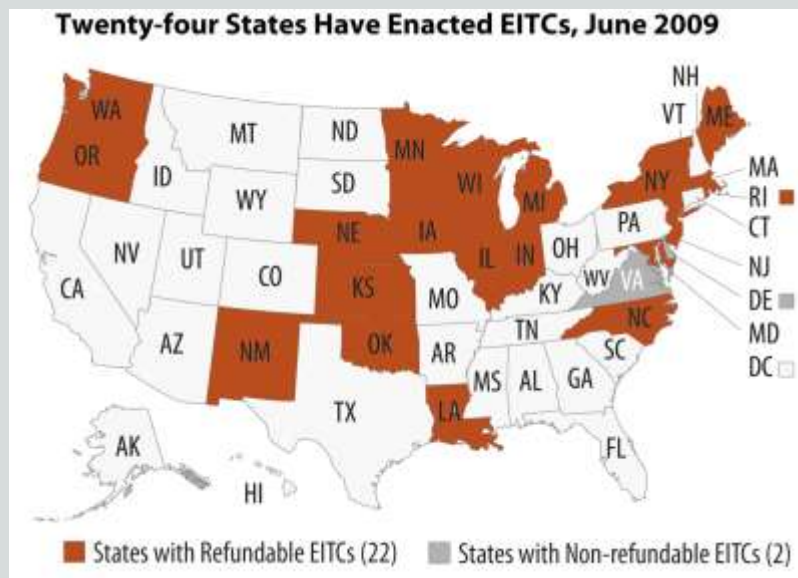 Twenty-four States Have Enacted EITCs, June 2009
NH
VT
ME
WA
MT
ND
MN
OR
ID
SD
WI
NY
MA
RI
WY
MI
CT
NE
IA
PA
NV
UT
IL
IN
OH
NJ
CO
WV
VA
DE
CA
KS
MO
KY
MD
NC
TN
DC
AZ
NM
OK
AR
SC
MS
AL
GA
TX
LA
AK
FL
HI
States with Refundable EITCs (22)
States with Non-refundable EITCs (2)